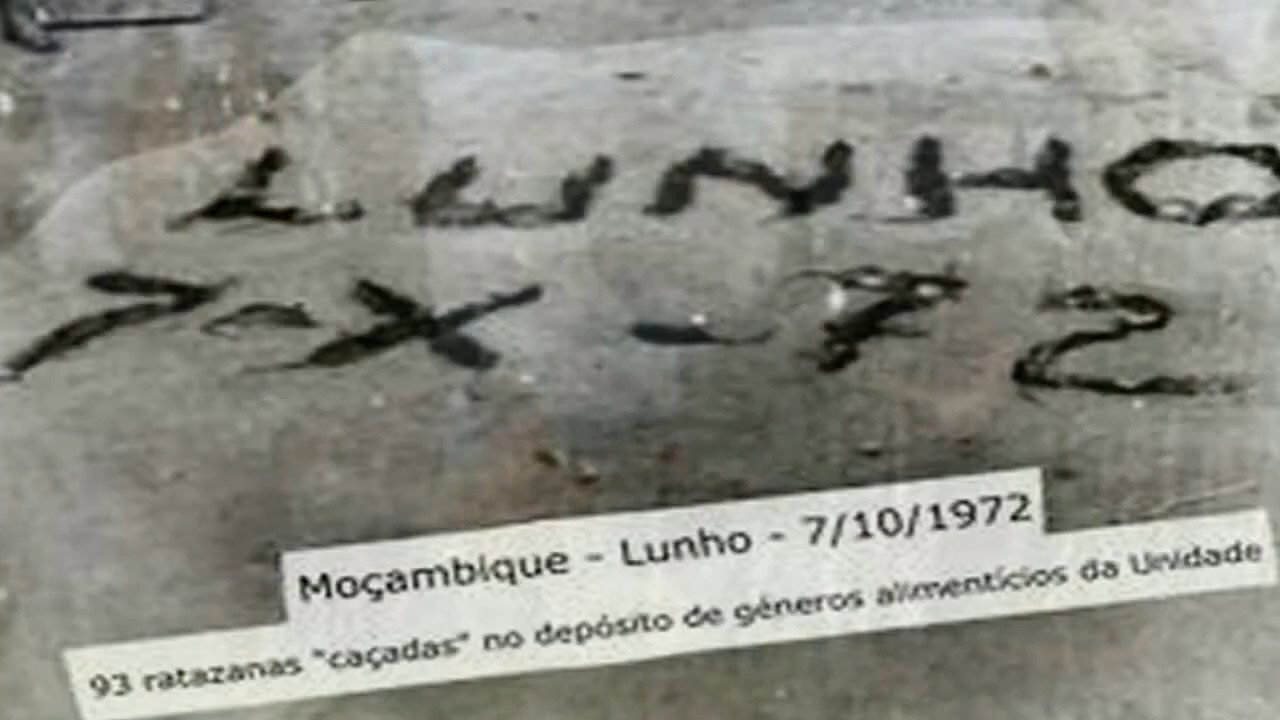 LUNHO
7-X-72
Moçambique - Lunho - 7/10/1972
93 ratazanas "caçadas" no depósito de géneros alimentícios da Unidade